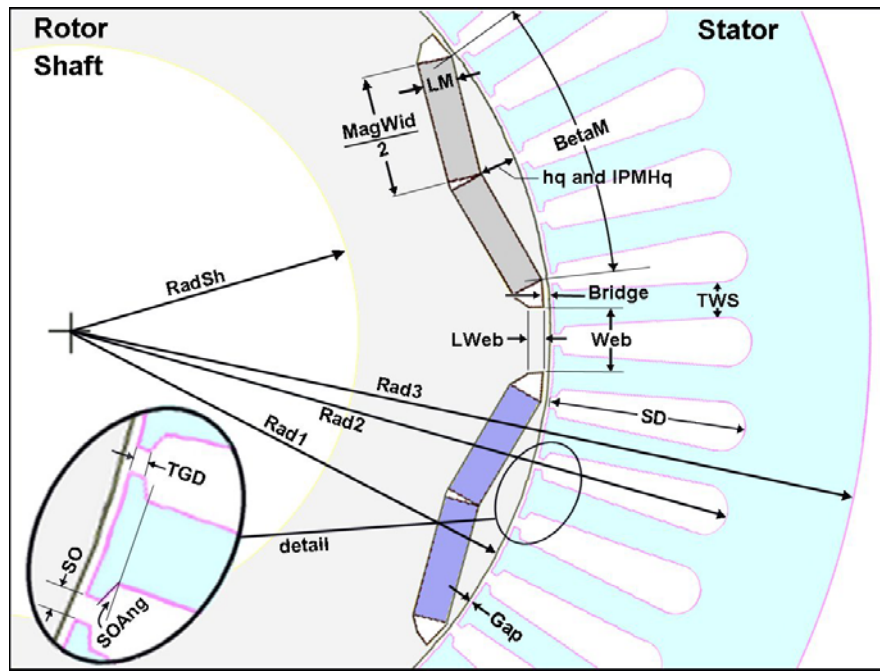 Rotor
Shaft
Stator
LM
MagWid
2
BetaM
hq and IPMHq
RadSh
Bridge
TWS
LWeb
Web
Rad3
Rad2
Rad1
SD
TGD
detail
SO
SOAng
Gap